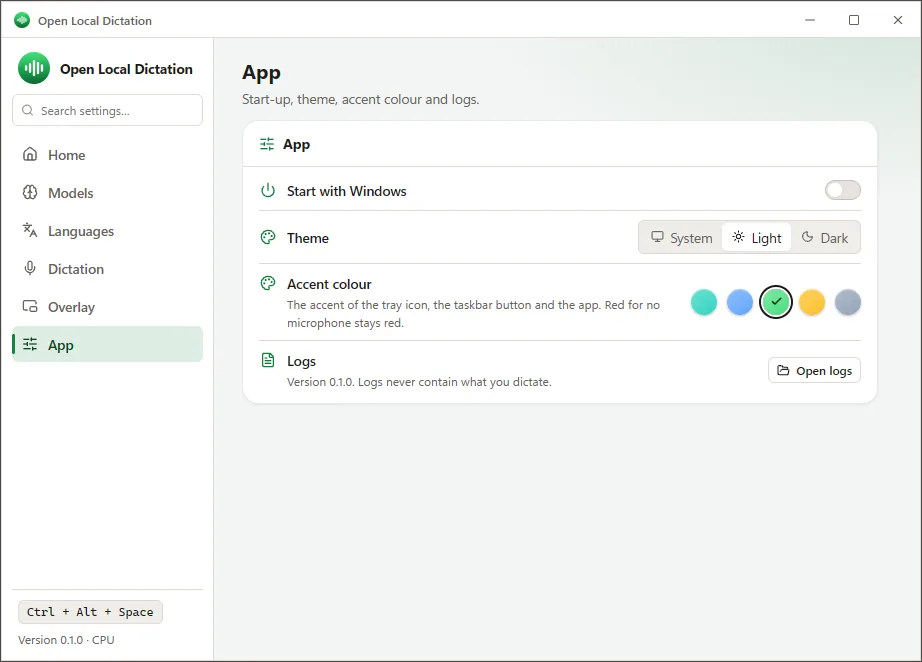 Open Local Dictation
Open Local Dictation
Search settings...
Home
Models
Languages
Dictation
Overlay
App
Ctrl + Alt + Space
Version 0.1.0 · CPU
App
Start-up, theme, accent colour and logs.
App
Start with Windows
Theme
System
Light
Dark
Accent colour
The accent of the tray icon, the taskbar button and the app. Red for no
microphone stays red.
Logs
Version 0.1.0. Logs never contain what you dictate.
Open logs